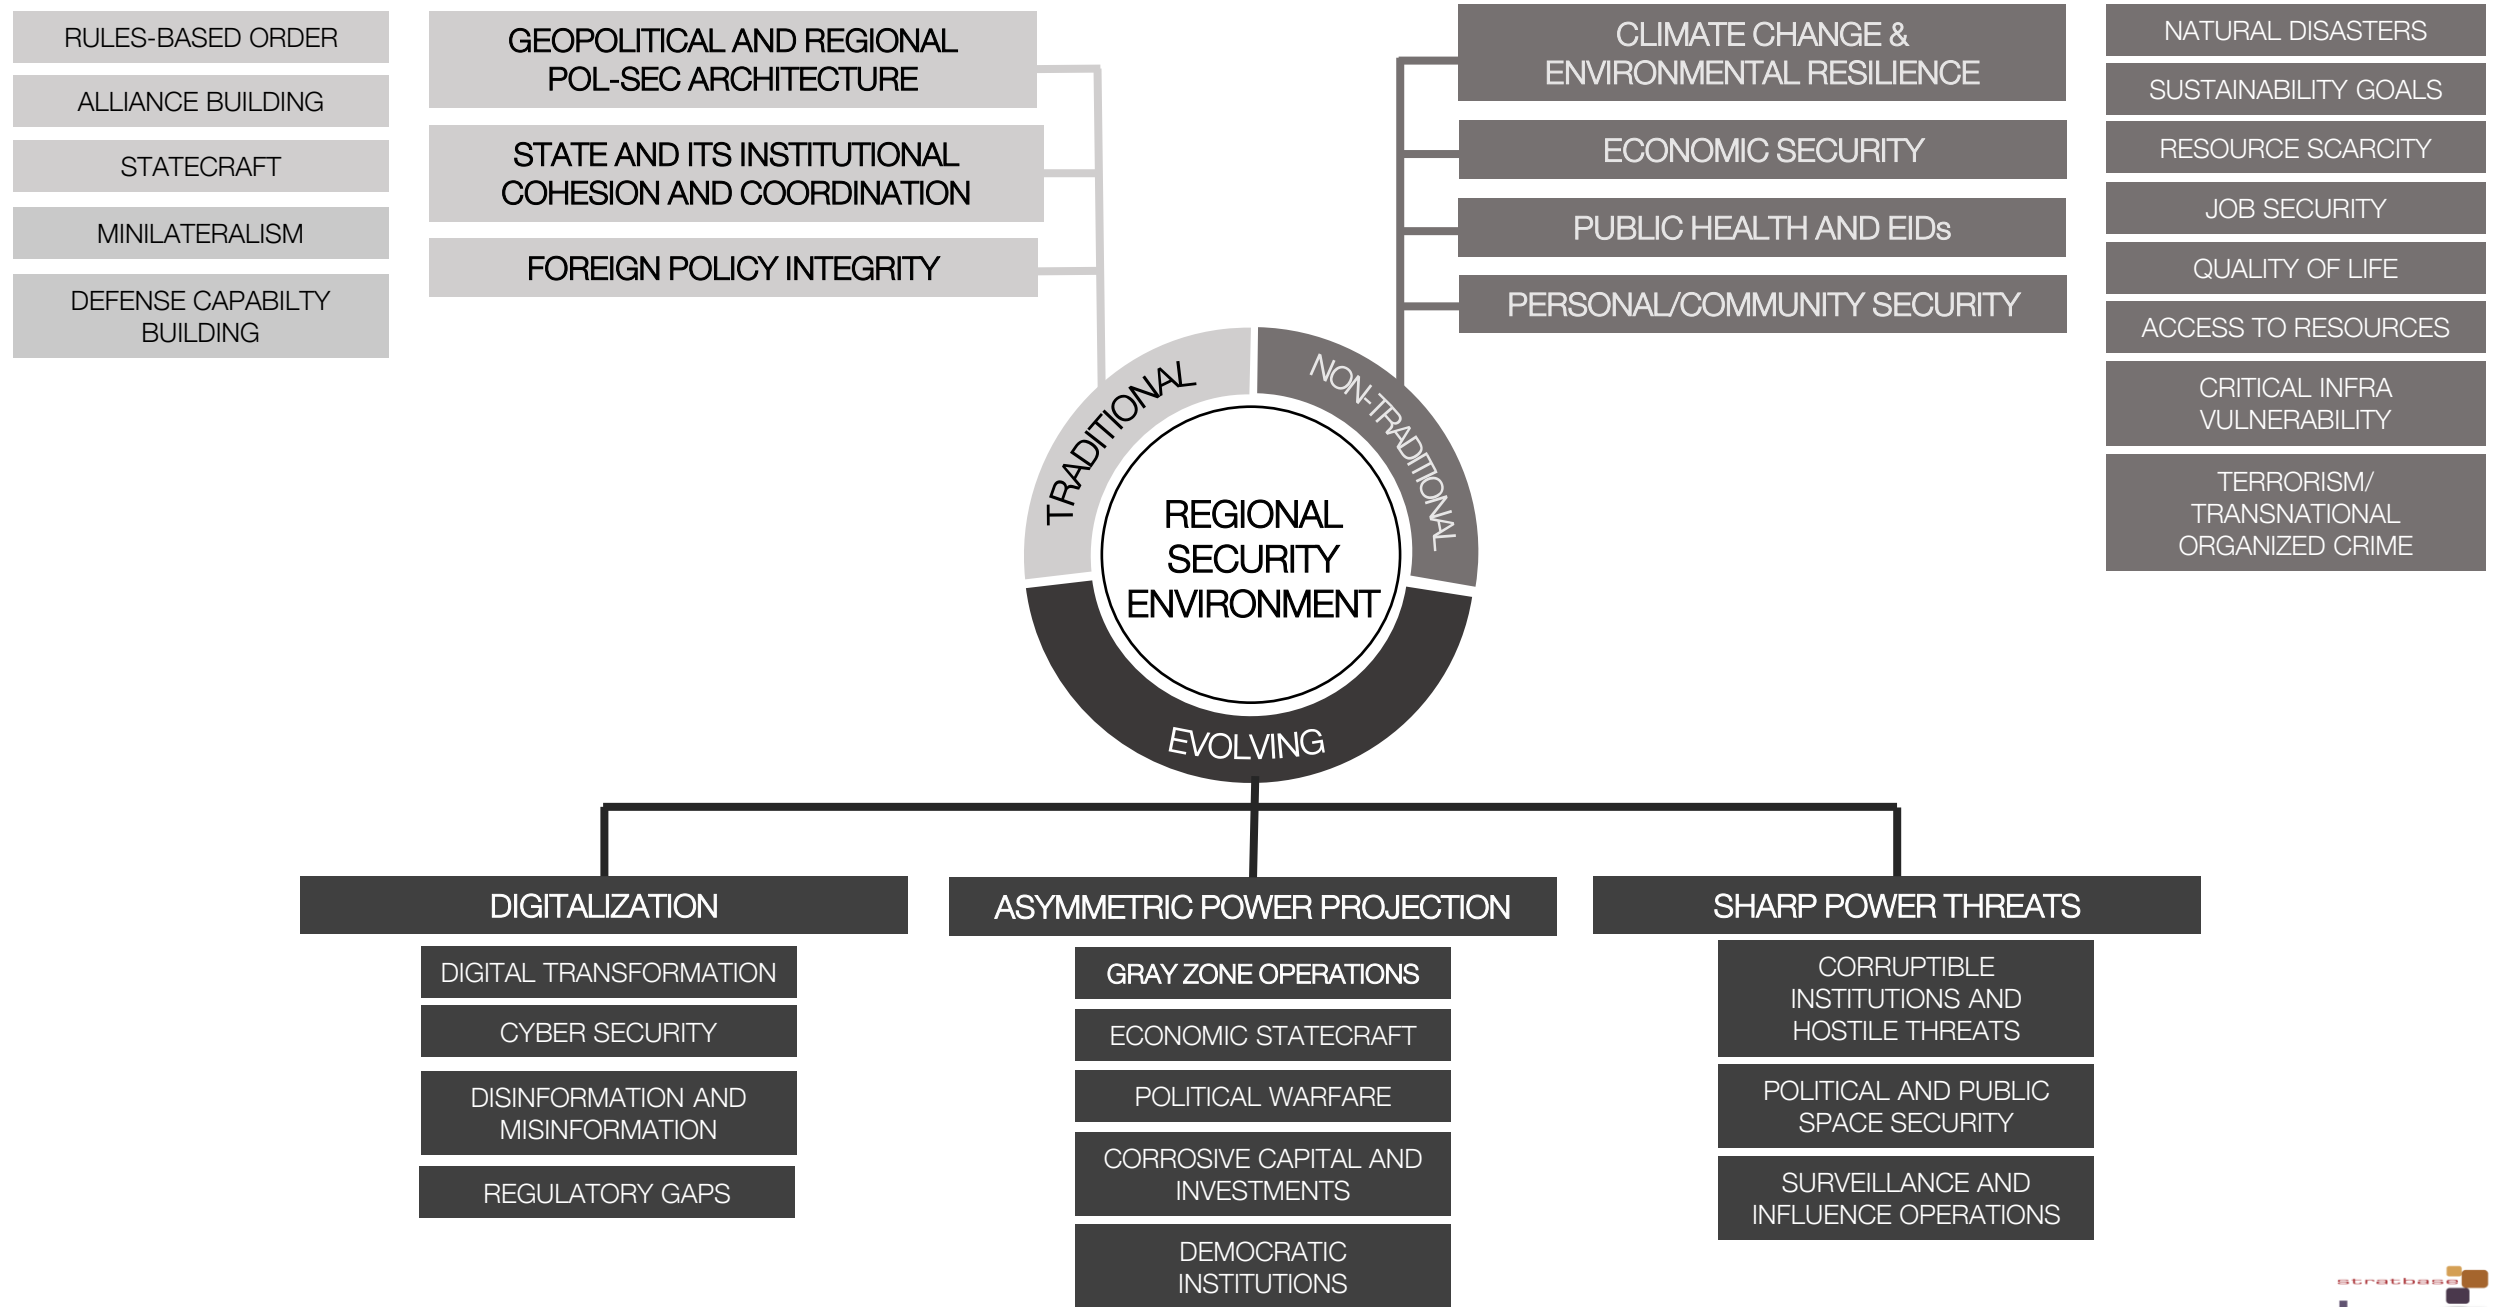 RULES-BASED ORDER
ALLIANCE BUILDING
STATECRAFT
MINILATERALISM
DEFENSE CAPABILTY
BUILDING
GEOPOLITICAL AND REGIONAL
POL-SEC ARCHITECTURE
STATE AND ITS INSTITUTIONAL
COHESION AND COORDINATION
FOREIGN POLICY INTEGRITY
CLIMATE CHANGE &
ENVIRONMENTAL RESILIENCE
ECONOMIC SECURITY
PUBLIC HEALTH AND EIDs
PERSONAL/COMMUNITY SECURITY
NATURAL DISASTERS
SUSTAINABILITY GOALS
RESOURCE SCARCITY
JOB SECURITY
QUALITY OF LIFE
ACCESS TO RESOURCES
CRITICAL INFRA
VULNERABILITY
TERRORISM/
TRANSNATIONAL
ORGANIZED CRIME
TRADITIONAL
NON-TRADITIONAL
REGIONAL
SECURITY
ENVIRONMENT
EVOLVING
DIGITALIZATION
DIGITAL TRANSFORMATION
CYBER SECURITY
DISINFORMATION AND
MISINFORMATION
REGULATORY GAPS
ASYMMETRIC POWER PROJECTION
GRAY ZONE OPERATIONS
ECONOMIC STATECRAFT
POLITICAL WARFARE
CORROSIVE CAPITAL AND
INVESTMENTS
DEMOCRATIC
INSTITUTIONS
SHARP POWER THREATS
CORRUPTIBLE
INSTITUTIONS AND
HOSTILE THREATS
POLITICAL AND PUBLIC
SPACE SECURITY
SURVEILLANCE AND
INFLUENCE OPERATIONS
stratbase